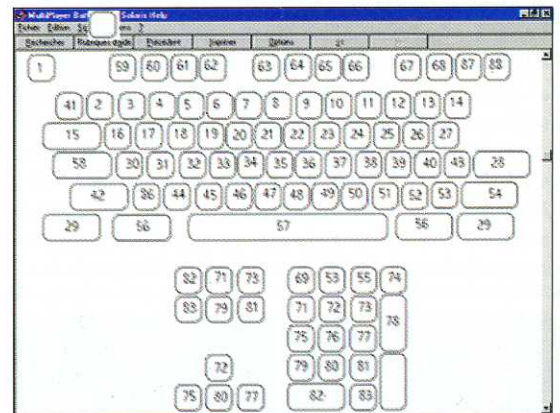 MultiPlayer Solaris Help
Fichier Edition ?
Rechercher Rubriques d'aide Précédent Imprimer Options <<
1 59 60 61 62 63 64 65 66 67 68 87 88
41 2 3 4 5 6 7 8 9 10 11 12 13 14
15 16 17 18 19 20 21 22 23 24 25 26 27
58 30 31 32 33 34 35 36 37 38 39 40 43 28
42 86 44 45 46 47 48 49 50 51 52 53 54
29 56 57 56 29
82 71 73 69 53 55 74
83 79 81 71 72 73 78
75 76 77
72 79 80 81
75 80 77 82 83